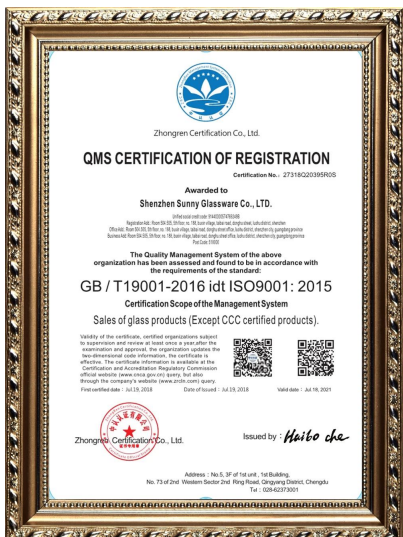 Zhongren Certification Co., Ltd.
QMS CERTIFICATION OF REGISTRATION
Certification No.: 27318Q20395R0S
Awarded to
Shenzhen Sunny Glassware Co., LTD.
The Quality Management System of the above
organization has been assessed and found to be in accordance with
the requirements of the standard:
GB / T19001-2016 idt ISO9001: 2015
Certification Scope of the Management System
Sales of glass products (Except CCC certified products).
Validity of the certificate, certified organizations subject
to supervision and review at least once a year,after the
examination and approval, the organization updates the
two-dimensional code information, the certificate is
effective. The certificate information is available at the
Certification and Accreditation Regulatory Commission
official website (www.cnca.gov.cn) query, but also
through the company's website (www.zrcln.com) query.
First certified date : Jul.19, 2018 Date of Issued : Jul.19, 2018 Valid date : Jul.18, 2021
Zhongren Certification Co., Ltd.
Issued by : Haibo che
Address : No.5, 3F of 1st unit , 1st Building,
No. 73 of 2nd Western Sector 2nd Ring Road, Qingyang District, Chengdu
Tel : 028-62373001